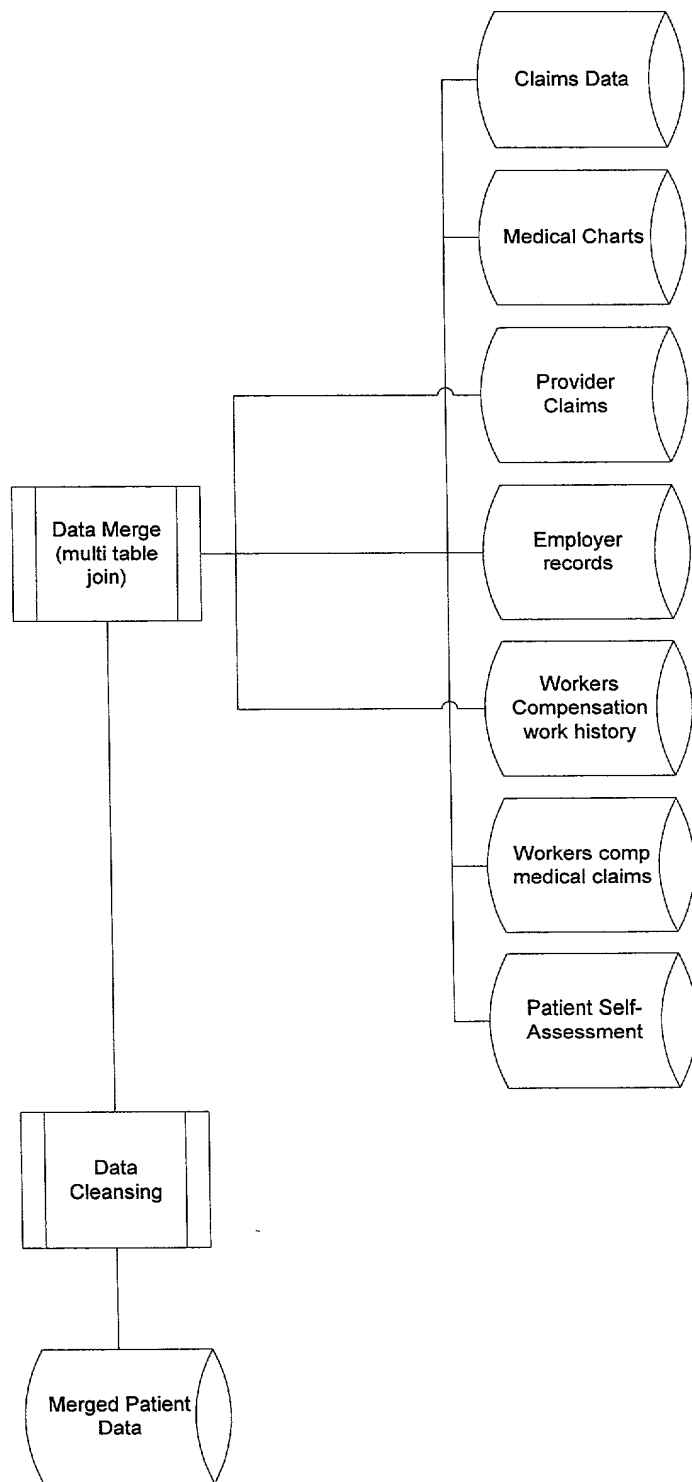 Claims Data
Medical Charts
Provider
Claims
Data Merge
(multi table
join)
Employer
records
Workers
Compensation
work history
Workers comp
medical claims
Patient Self-
Assessment
Data
Cleansing
Merged Patient
Data